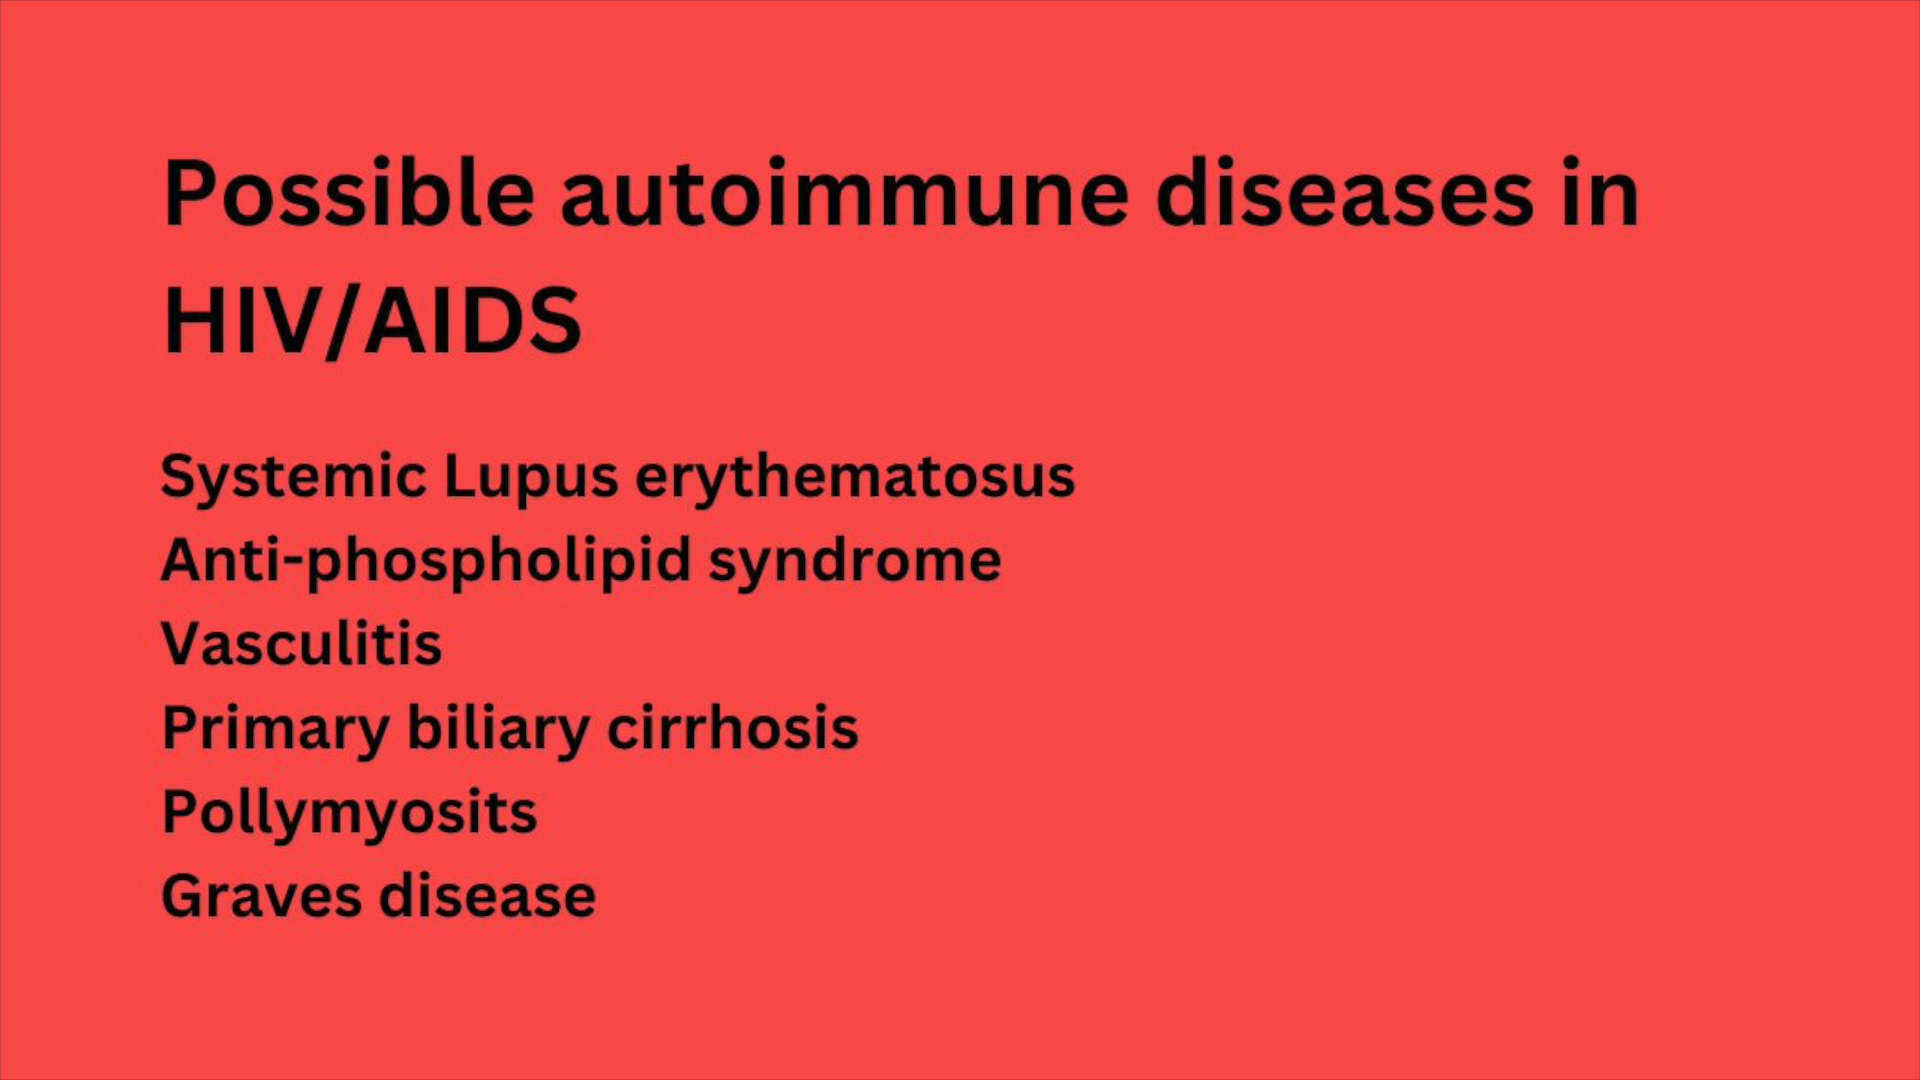 Possible autoimmune diseases in
HIV/AIDS
Systemic Lupus erythematosus
Anti-phospholipid syndrome
Vasculitis
Primary biliary cirrhosis
Pollymyosits
Graves disease